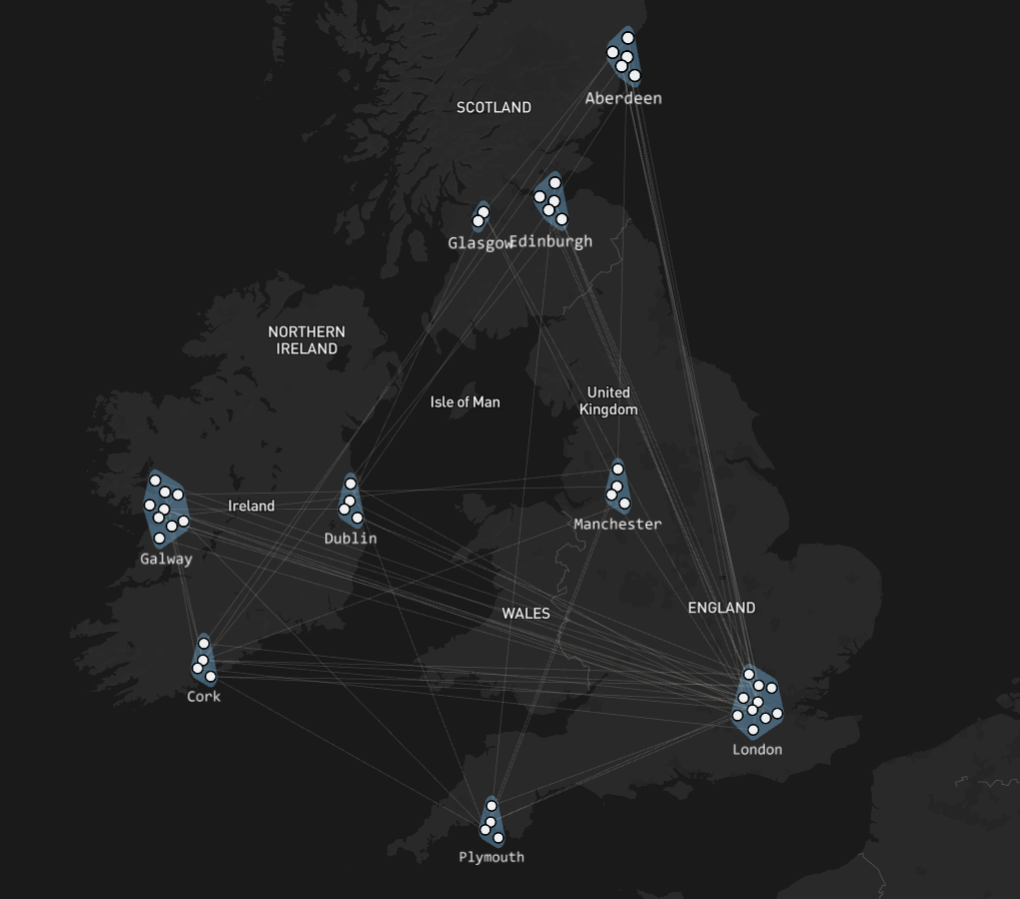 Aberdeen
SCOTLAND
Glasgow
Edinburgh
NORTHERN
IRELAND
Isle of Man
United
Kingdom
Ireland
Dublin
Manchester
Galway
WALES
ENGLAND
Cork
London
Plymouth